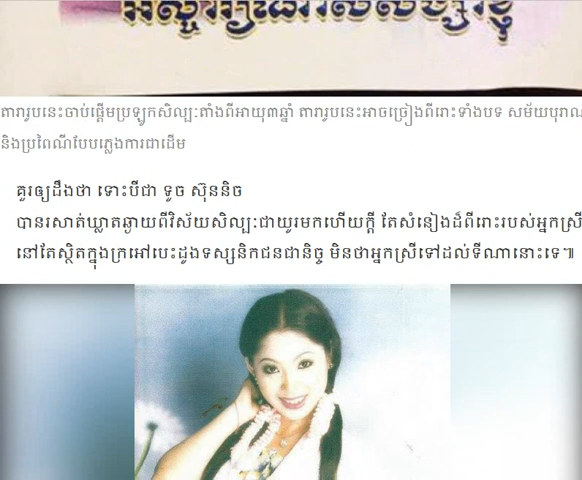 តារារូបនេះចាប់ផ្ដើមប្រឡូកសិល្បៈតាំងពីអាយុ៣ឆ្នាំ តារារូបនេះអាចច្រៀងពីរោះទាំងបទ សម័យបុរាណ
និងប្រពៃណីបែបភ្លេងការជាដើម
គួរឲ្យដឹងថា ទោះបីជា ទូច ស៊ុននិច
បានរសាត់ឃ្លាតឆ្ងាយពីវិស័យសិល្បៈជាយូរមកហើយក្ដី តែសំនៀងដ៏ពីរោះរបស់អ្នកស្រី
នៅតែស្ថិតក្នុងក្រអៅបេះដូងទស្សនិកជនជានិច្ច មិនថាអ្នកស្រីទៅដល់ទីណានោះទេ៕